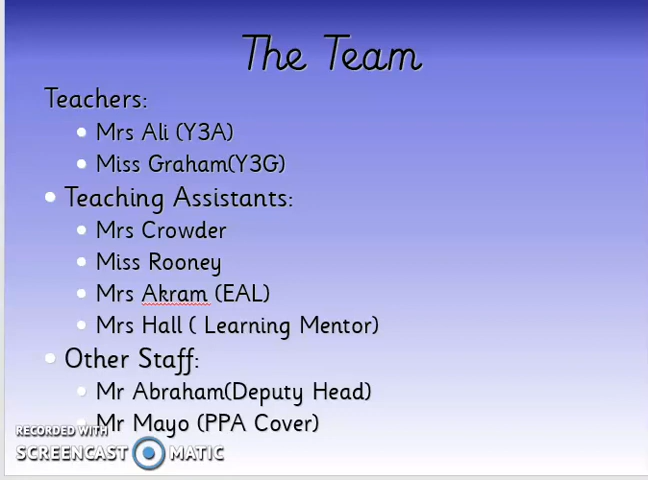 The Team
Teachers:
Mrs Ali (Y3A)
Miss Graham(Y3G)
Teaching Assistants:
Mrs Crowder
Miss Rooney
Mrs Akram (EAL)
Mrs Hall ( Learning Mentor)
Other Staff:
Mr Abraham(Deputy Head)
Mr Mayo (PPA Cover)
RECORDED WITH
SCREENCAST MATIC